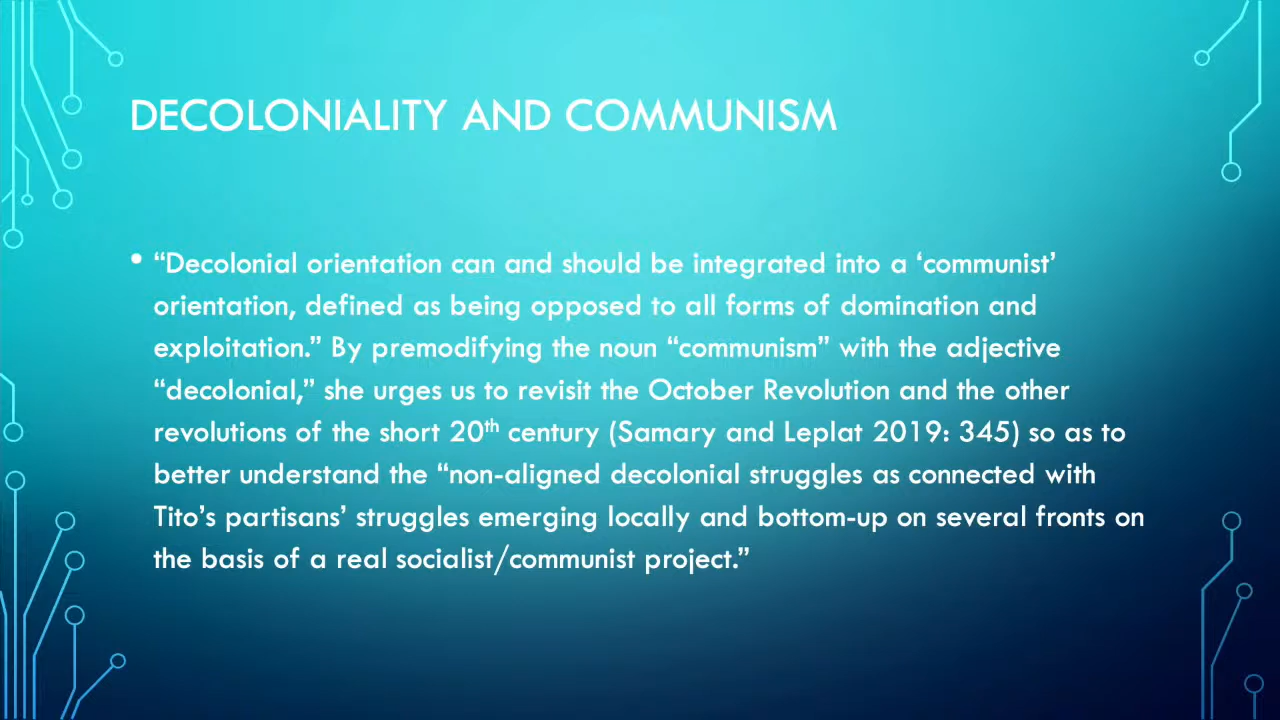 DECOLONIALITY AND COMMUNISM
• “Decolonial orientation can and should be integrated into a ‘communist’
orientation, defined as being opposed to all forms of domination and
exploitation.” By premodifying the noun “communism” with the adjective
“decolonial,” she urges us to revisit the October Revolution and the other
revolutions of the short 20th century (Samary and Leplat 2019: 345) so as to
better understand the “non-aligned decolonial struggles as connected with
Tito’s partisans’ struggles emerging locally and bottom-up on several fronts on
the basis of a real socialist/communist project.”